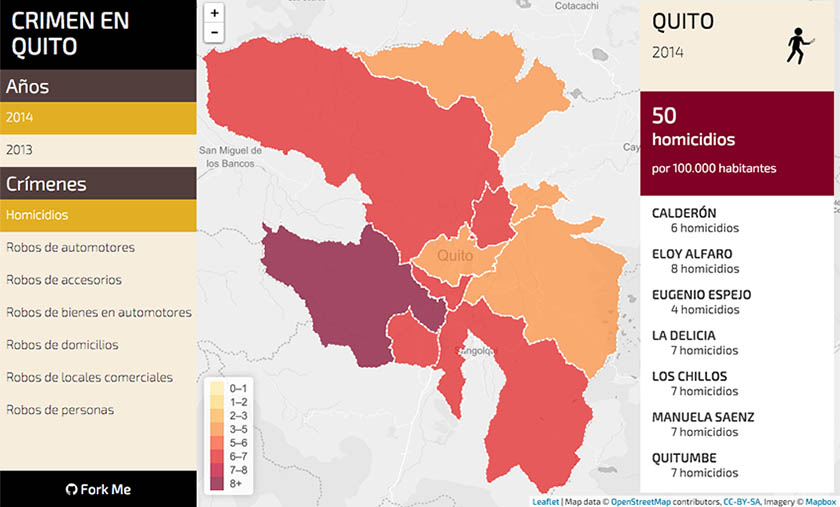 CRIMEN EN
QUITO
Años
2014
2013
Crímenes
Homicidios
Robos de automotores
Robos de accesorios
Robos de bienes en automotores
Robos de domicilios
Robos de locales comerciales
Robos de personas
Fork Me
+
−
Cotacachi
San Miguel de
los Bancos
Cay
Quito
Sangolquí
0–1
1–2
2–3
3–5
5–6
6–7
7–8
8+
Leaflet | Map data © OpenStreetMap contributors, CC-BY-SA, Imagery © Mapbox
QUITO
2014
50
homicidios
por 100.000 habitantes
CALDERÓN
6 homicidios
ELOY ALFARO
8 homicidios
EUGENIO ESPEJO
4 homicidios
LA DELICIA
7 homicidios
LOS CHILLOS
7 homicidios
MANUELA SAENZ
7 homicidios
QUITUMBE
7 homicidios